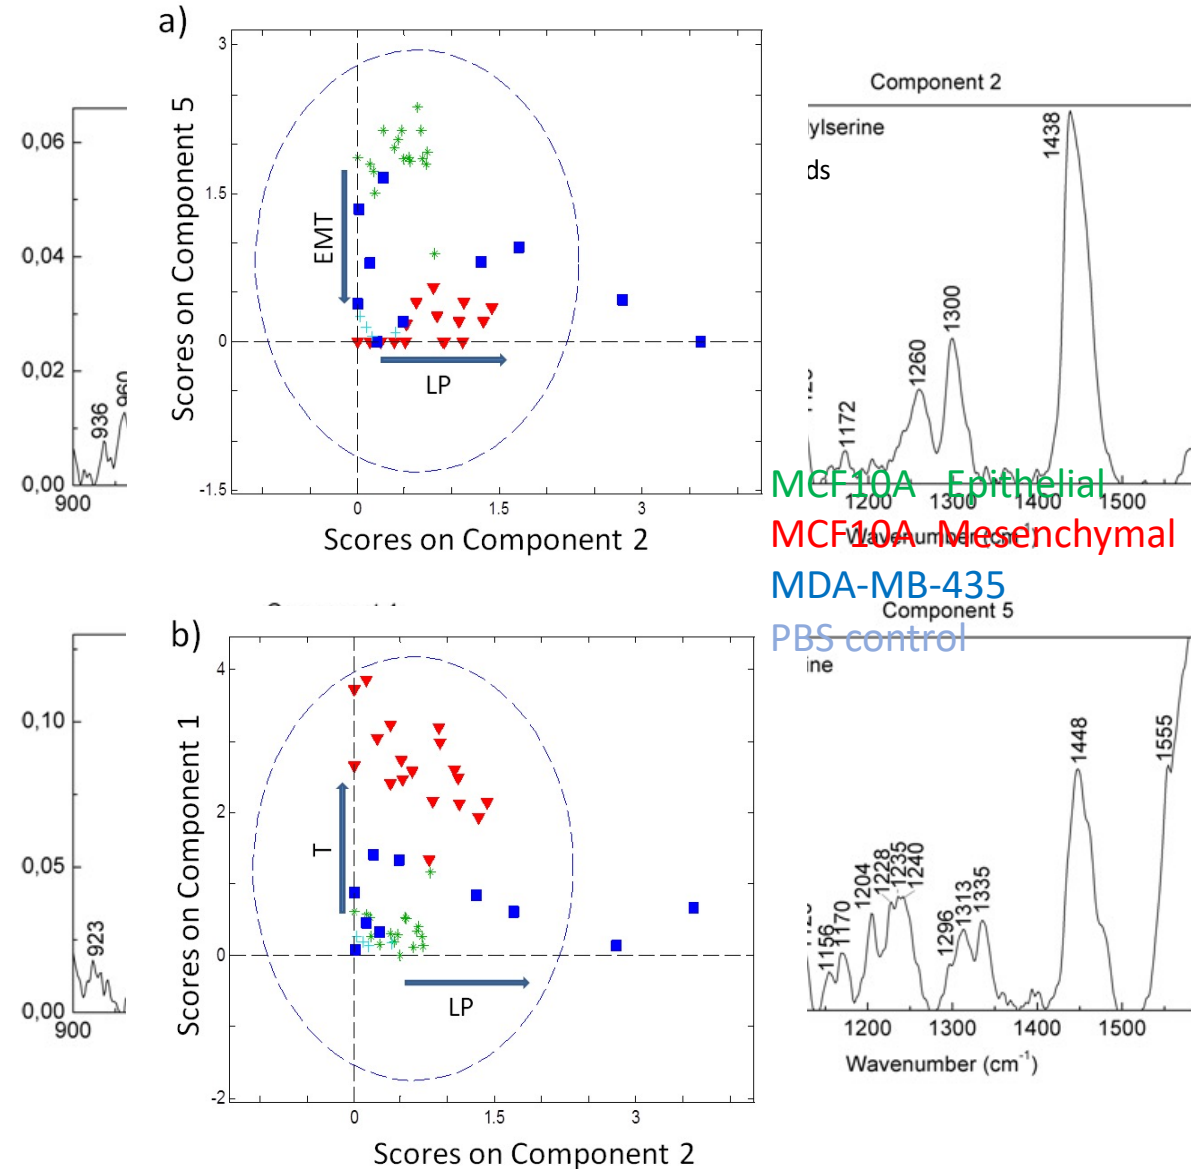 a)
3
1.5
0
-1.5
0
1.5
3
Scores on Component 5
Scores on Component 2
EMT
LP
0,06
0,04
0,02
0,00
900
936
960
Component 2
ylserine
ds
1438
1300
1260
1172
1200
1300
1400
1500
Wavenumber (cm⁻¹)
MCF10A Epithelial
MCF10A Mesenchymal
MDA-MB-435
PBS control
b)
4
2
0
-2
0
1.5
3
Scores on Component 1
Scores on Component 2
T
LP
0,10
0,05
0,00
900
923
Component 5
ine
1156
1170
1204
1228
1235
1240
1296
1313
1335
1448
1555
1200
1300
1400
1500
Wavenumber (cm⁻¹)